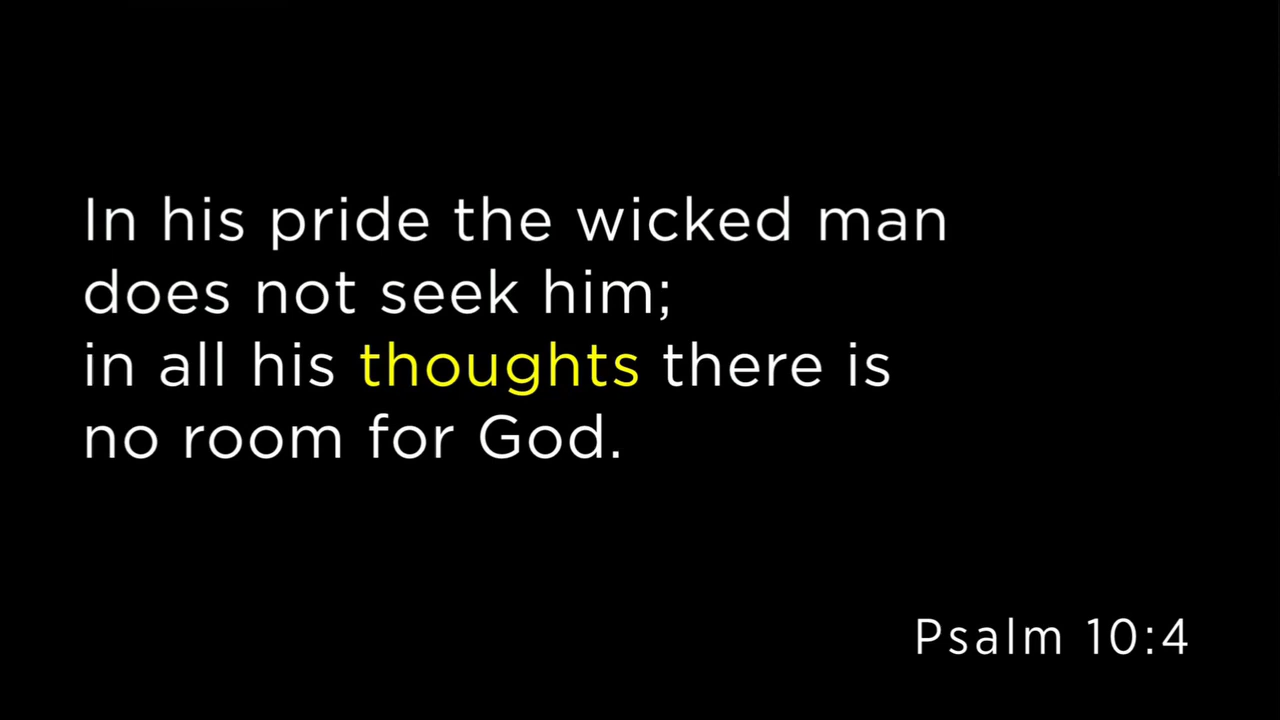 In his pride the wicked man
does not seek him;
in all his thoughts there is
no room for God.
Psalm 10:4